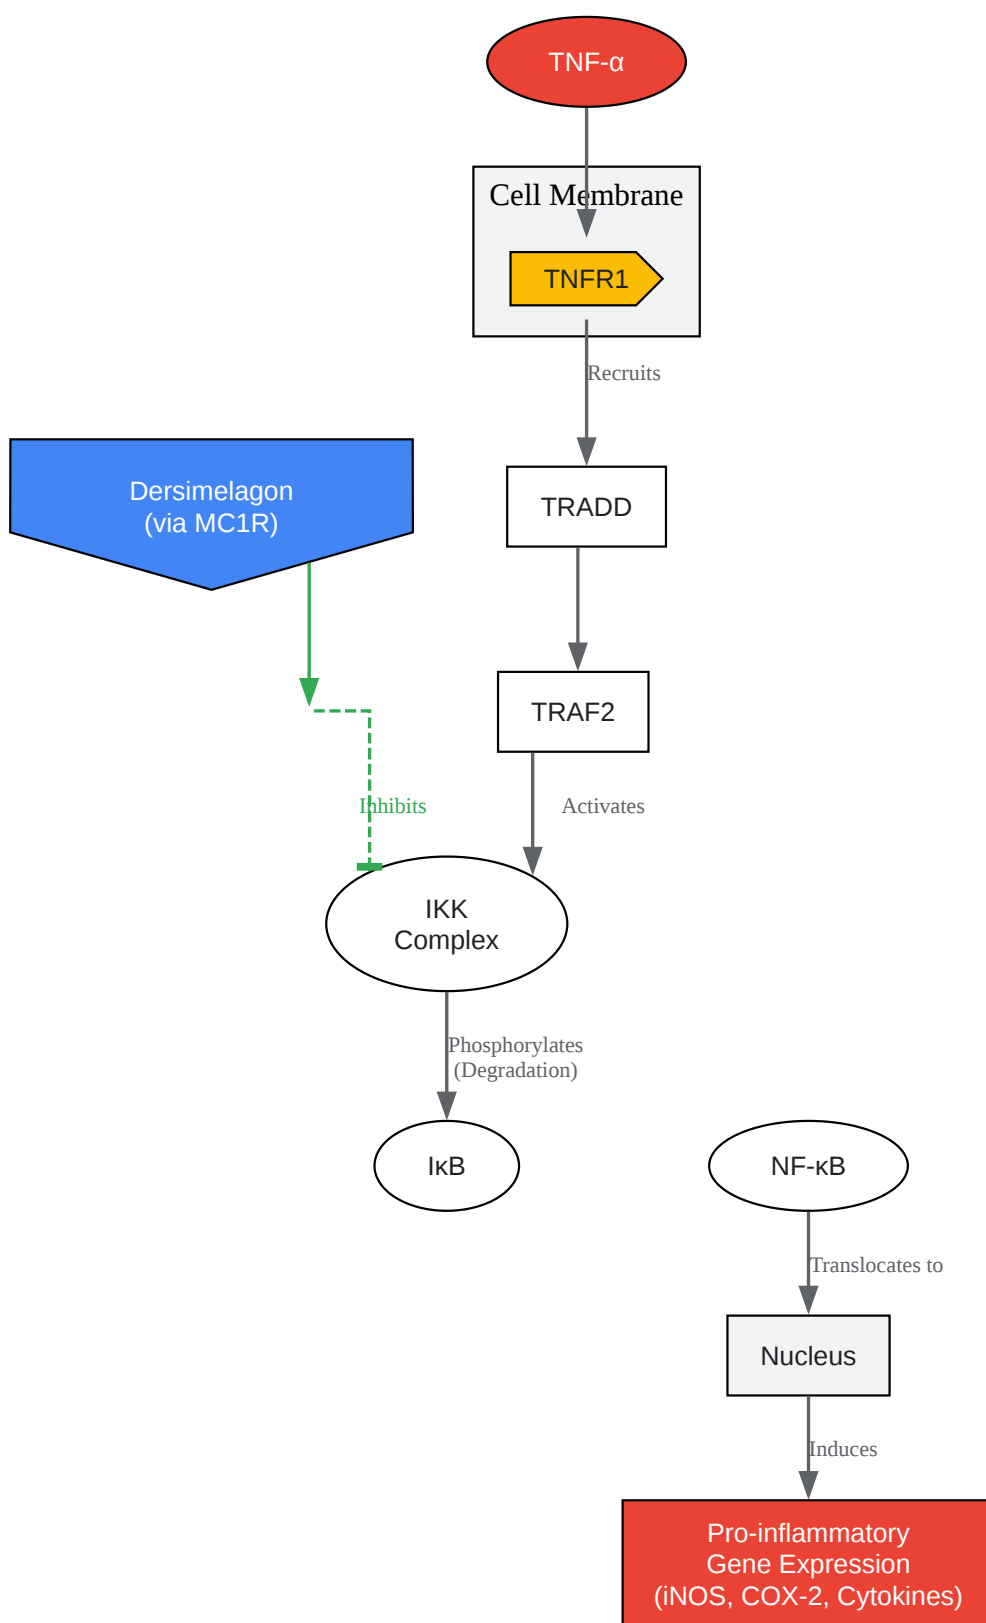 TNF-α
Cell Membrane
TNFR1
Recruits
Dersimelagon
(via MC1R)
TRADD
TRAF2
Inhibits
Activates
IKK
Complex
Phosphorylates
(Degradation)
IκB
NF-κB
Translocates to
Nucleus
Induces
Pro-inflammatory
Gene Expression
(iNOS, COX-2, Cytokines)